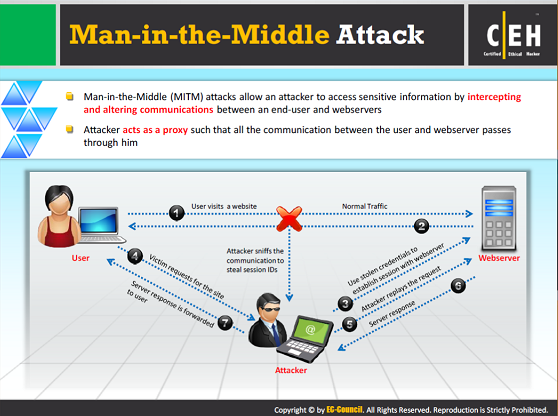 Man-in-the-Middle Attack
C|EH
Certified Ethical Hacker
Man-in-the-Middle (MITM) attacks allow an attacker to access sensitive information by intercepting
and altering communications between an end-user and webservers
Attacker acts as a proxy such that all the communication between the user and webserver passes
through him
1
User visits a website
Normal Traffic
2
User
Webserver
Attacker sniffs the
communication to
steal session IDs
4
Victim requests for the site
Server response is forwarded
to user
7
Use stolen credentials to
establish session with webserver
3
Attacker replays the request
5
Server response
6
@
Attacker
Copyright © by EG-Council. All Rights Reserved. Reproduction is Strictly Prohibited.